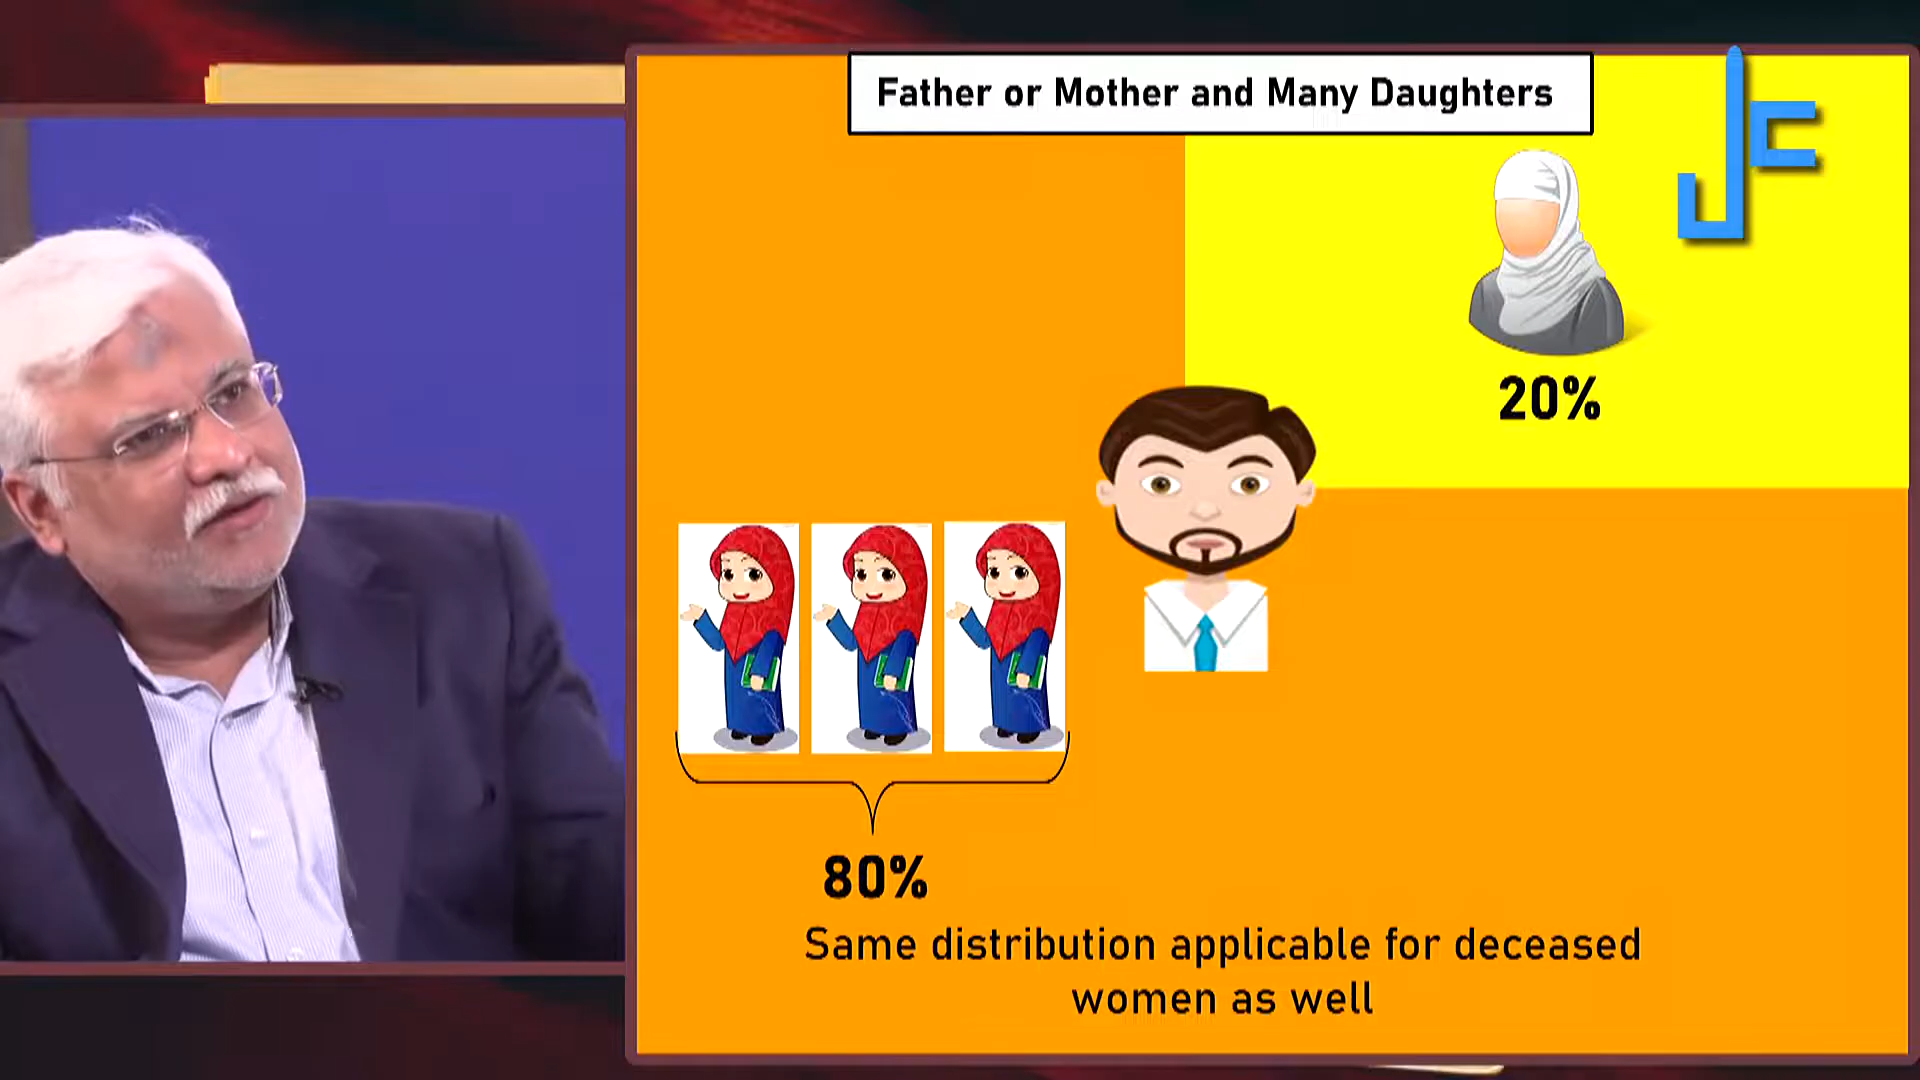 Father or Mother and Many Daughters
20%
80%
Same distribution applicable for deceased
women as well